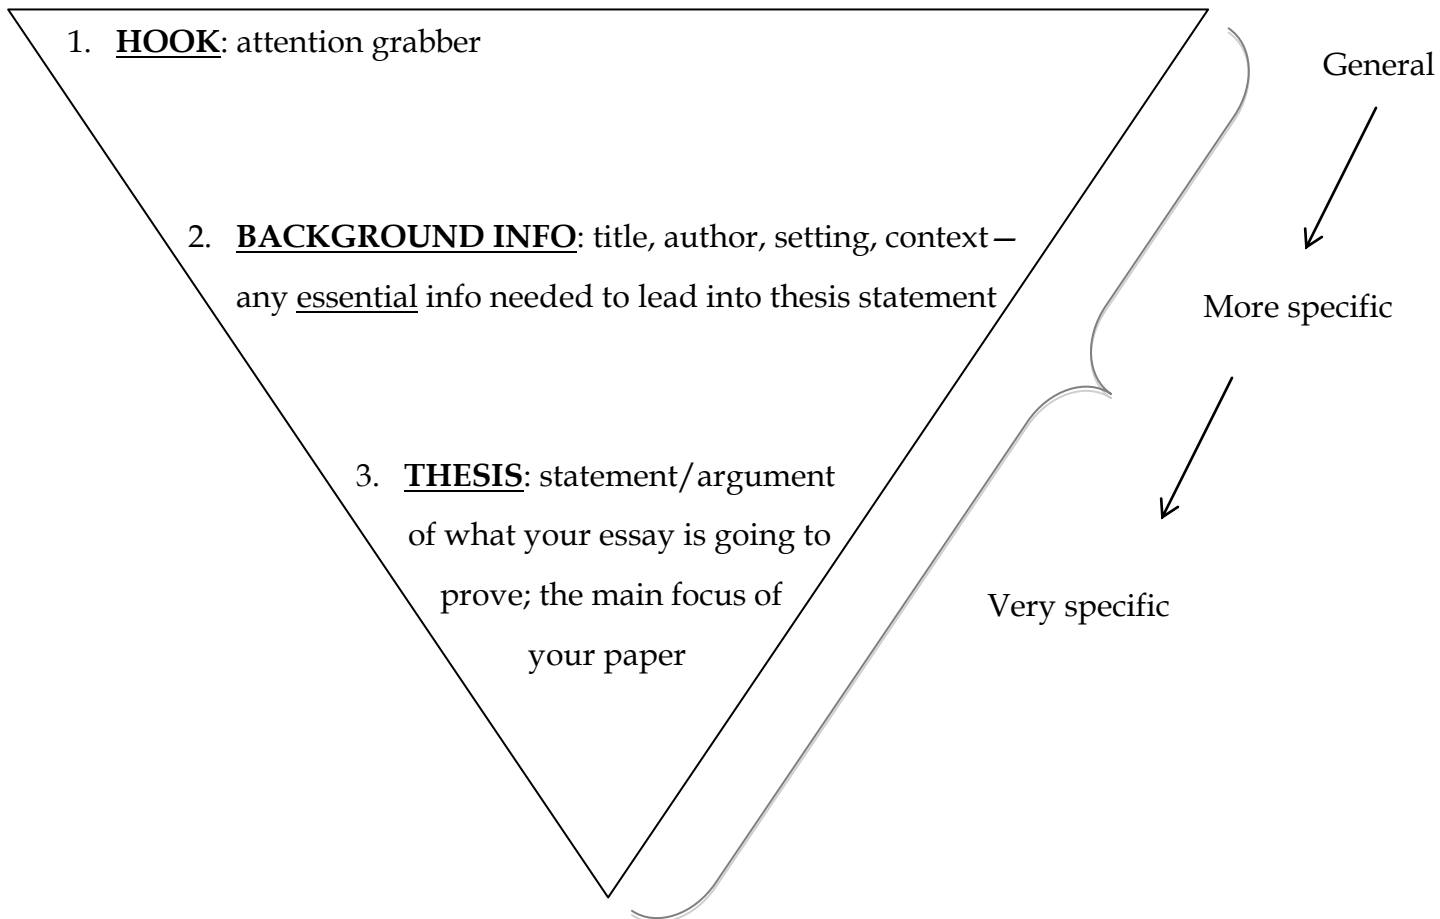 1. HOOK: attention grabber
General
2. BACKGROUND INFO: title, author, setting, context—
any essential info needed to lead into thesis statement
More specific
3. THESIS: statement/argument
of what your essay is going to
prove; the main focus of
your paper
Very specific